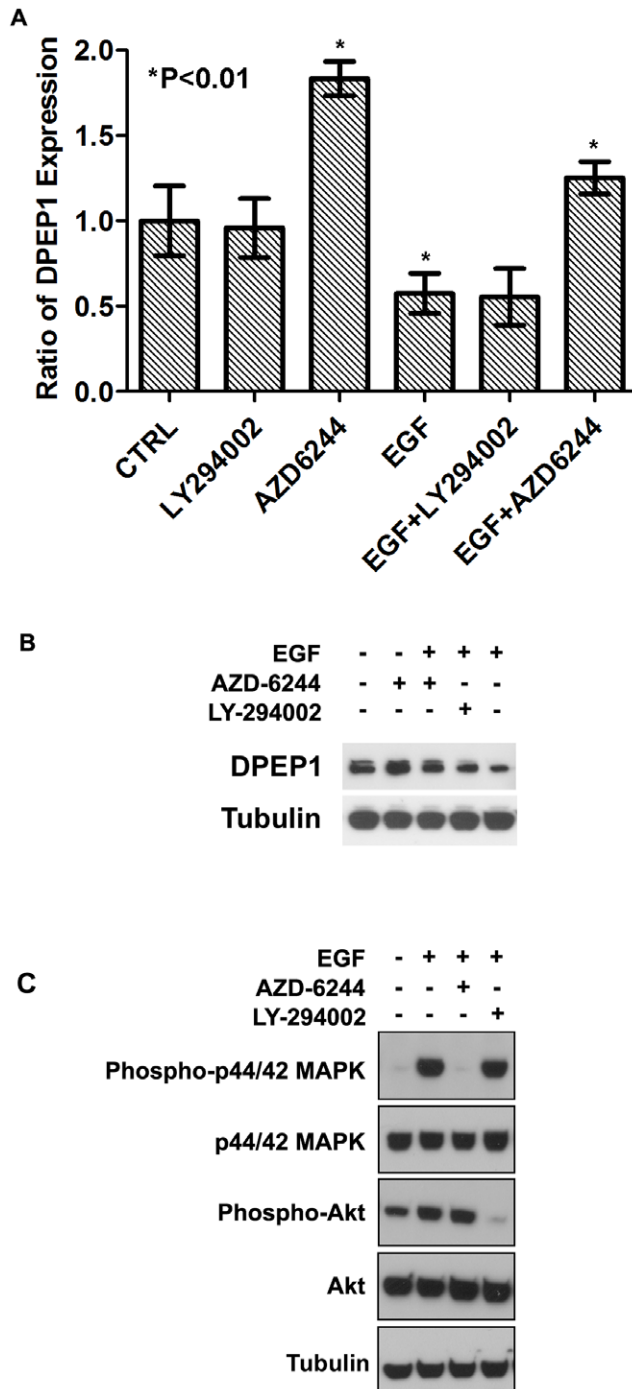 A
*P<0.01
Ratio of DPEP1 Expression
2.0
1.5
1.0
0.5
0.0
*
*
*
CTRL
LY294002
AZD6244
EGF
EGF+LY294002
EGF+AZD6244
B
EGF - - + + +
AZD-6244 - + + - -
LY-294002 - - - + -
DPEP1
Tubulin
C
EGF - + + +
AZD-6244 - - + -
LY-294002 - - - +
Phospho-p44/42 MAPK
p44/42 MAPK
Phospho-Akt
Akt
Tubulin